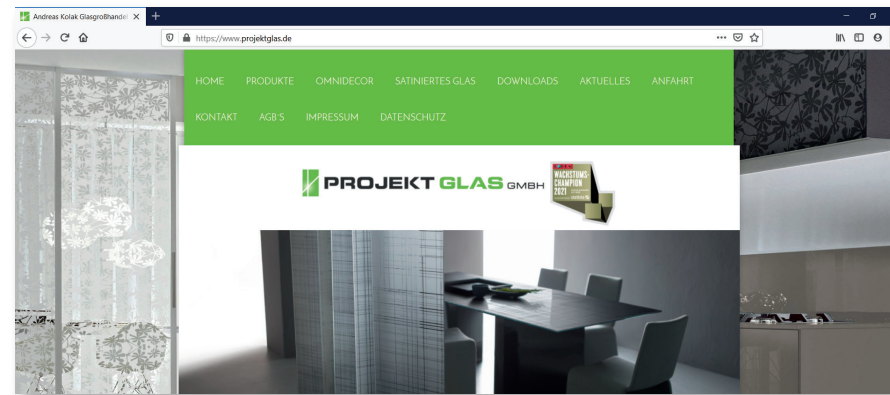 Andreas Kolak Glasgroßhandel
https://www.projektglas.de
HOME PRODUKTE OMNIDECOR SATINIERTES GLAS DOWNLOADS AKTUELLES ANFAHRT
KONTAKT AGB'S IMPRESSUM DATENSCHUTZ
PROJEKT GLAS GMBH
WACHSTUMS
CHAMPION
2021